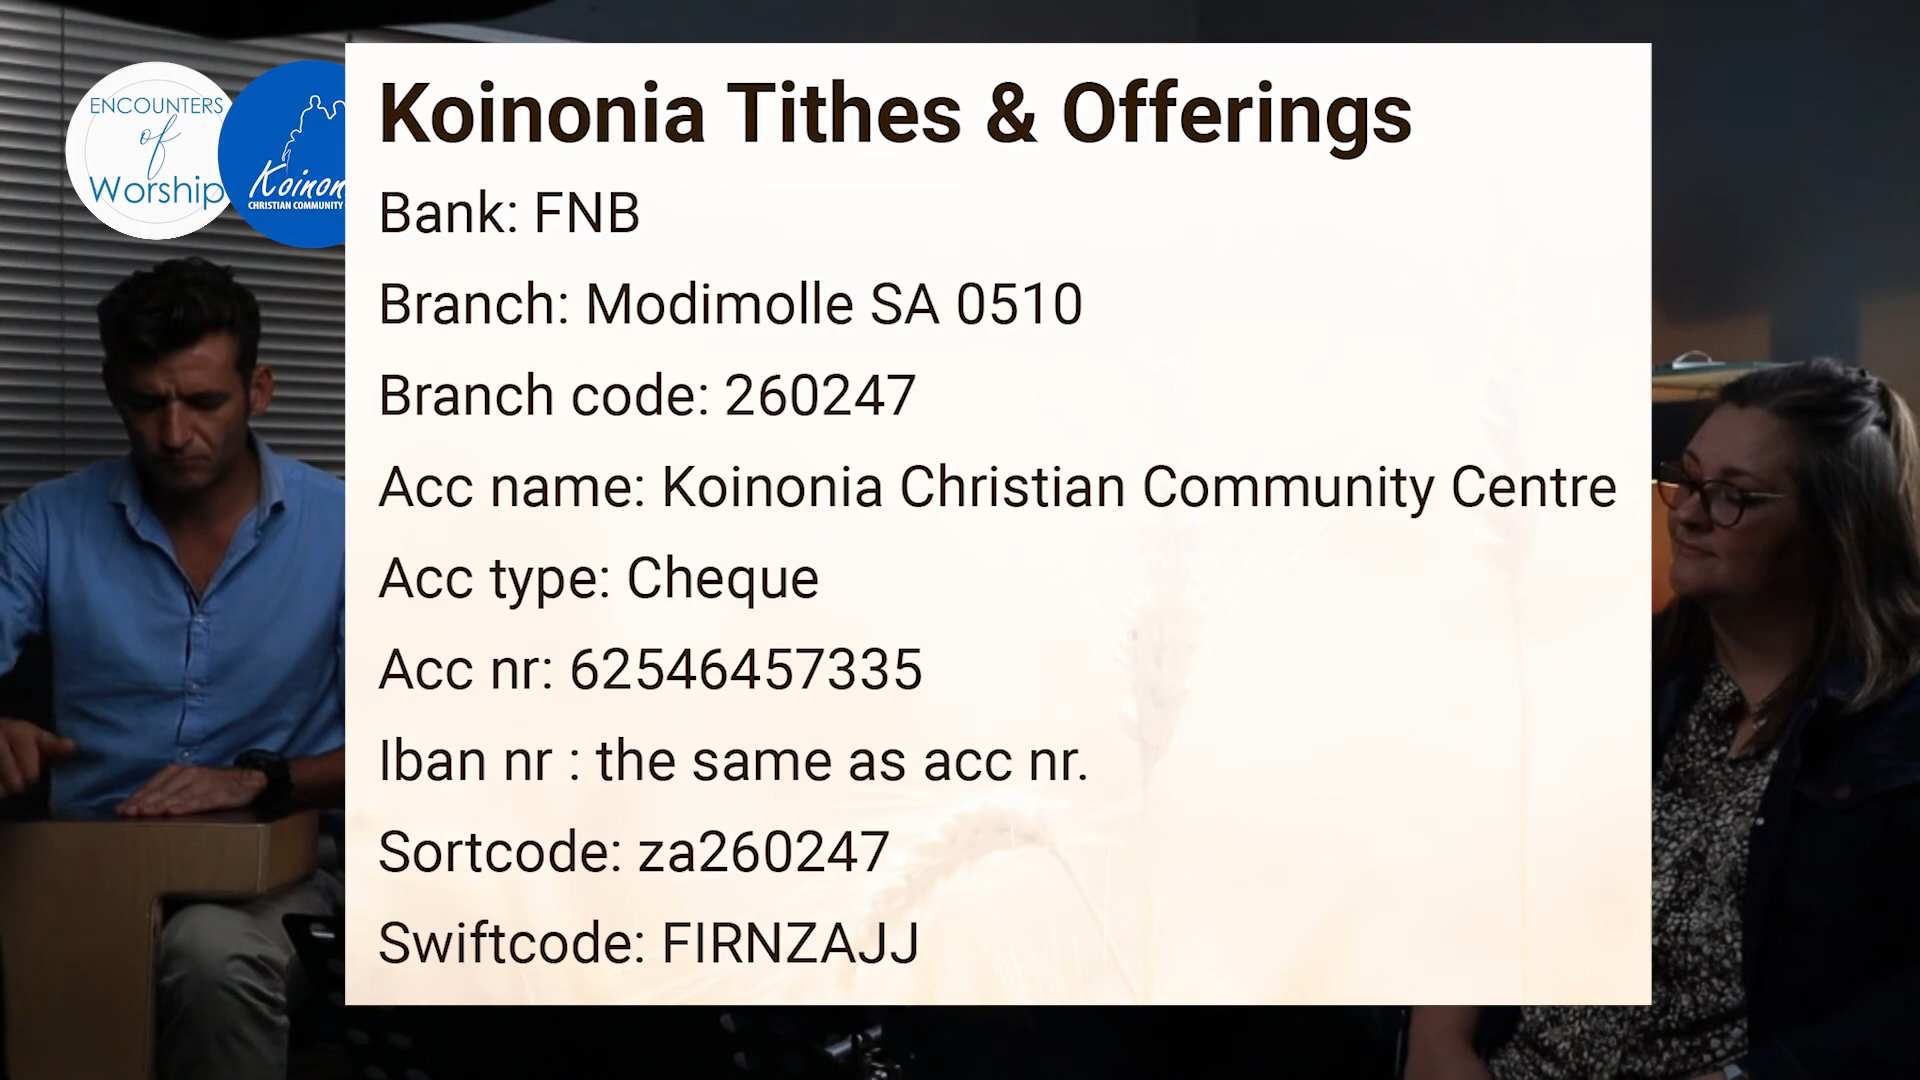 ENCOUNTERS
of
Worship
CHRISTIAN COMMUNITY
Koinonia Tithes & Offerings
Bank: FNB
Branch: Modimolle SA 0510
Branch code: 260247
Acc name: Koinonia Christian Community Centre
Acc type: Cheque
Acc nr: 62546457335
Iban nr : the same as acc nr.
Sortcode: za260247
Swiftcode: FIRNZAJJ